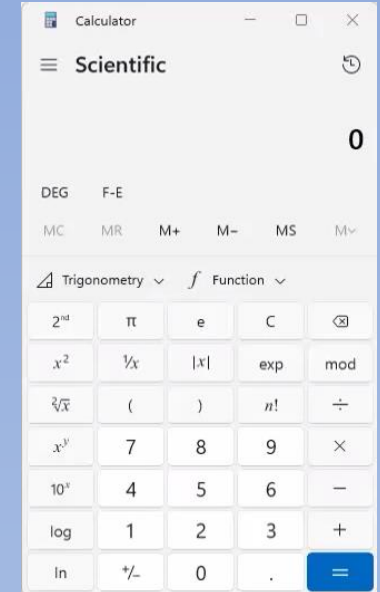 Calculator
Scientific
0
DEG F-E
MC MR M+ M− MS M˅
Trigonometry f Function
2ⁿᵈ π e C
x² ¹/x |x| exp mod
²√x ( ) n! ÷
xʸ 7 8 9 ×
10ˣ 4 5 6 −
log 1 2 3 +
ln +/− 0 . =